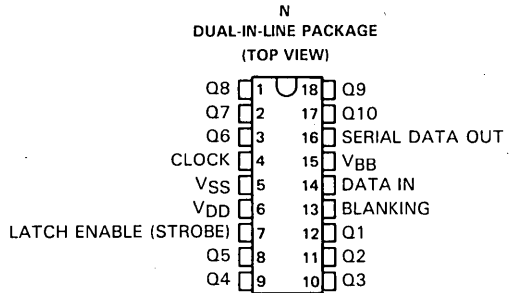 N
DUAL-IN-LINE PACKAGE
(TOP VIEW)
Q8 1 18 Q9
Q7 2 17 Q10
Q6 3 16 SERIAL DATA OUT
CLOCK 4 15 VBB
VSS 5 14 DATA IN
VDD 6 13 BLANKING
LATCH ENABLE (STROBE) 7 12 Q1
Q5 8 11 Q2
Q4 9 10 Q3